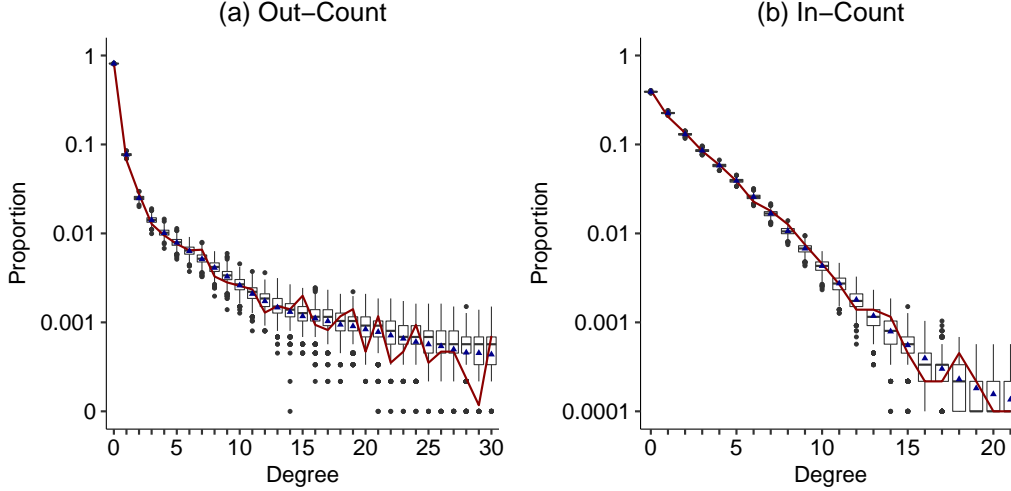 (a) Out−Count
1
0.1
0.01
0.001
0
Proportion
0 5 10 15 20 25 30
Degree
(b) In−Count
1
0.1
0.01
0.001
0.0001
Proportion
0 5 10 15 20
Degree